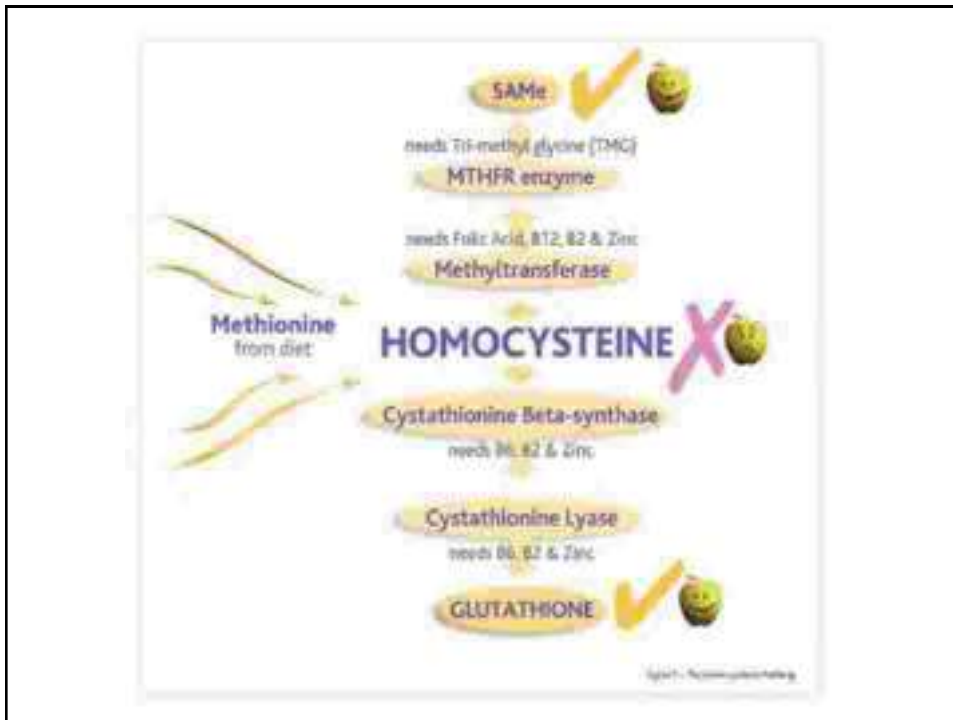 SAMe
needs Tri-methyl glycine (TMG)
MTHFR enzyme
needs Folic Acid, B12, B2 & Zinc
Methyltransferase
Methionine
from diet
HOMOCYSTEINE
Cystathionine Beta-synthase
needs B6, B2 & Zinc
Cystathionine Lyase
needs B6, B2 & Zinc
GLUTATHIONE